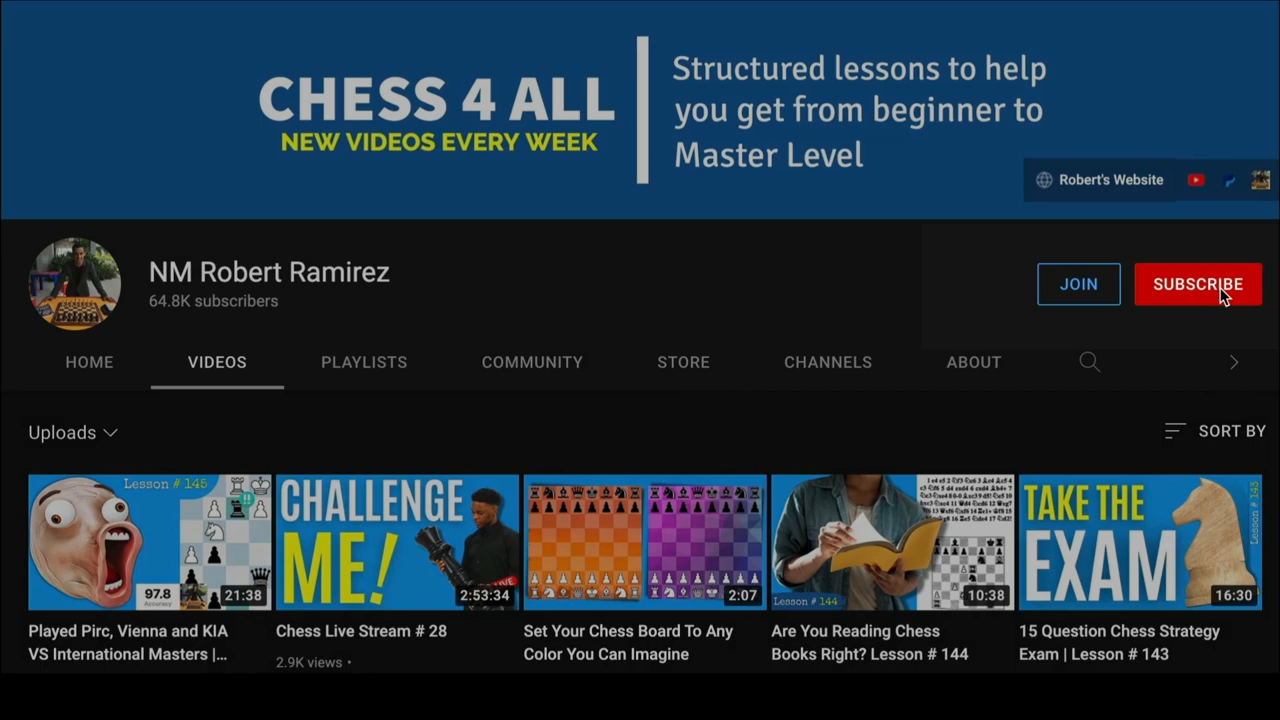 CHESS 4 ALL
NEW VIDEOS EVERY WEEK
Structured lessons to help
you get from beginner to
Master Level
Robert's Website
NM Robert Ramirez
64.8K subscribers
JOIN
SUBSCRIBE
HOME
VIDEOS
PLAYLISTS
COMMUNITY
STORE
CHANNELS
ABOUT
Uploads
SORT BY
Lesson # 145
97.8
Accuracy
21:38
CHALLENGE
ME!
LIVE
2:53:34
2:07
Lesson # 144
10:38
TAKE THE
EXAM
Lesson # 143
16:30
Played Pirc, Vienna and KIA
VS International Masters |...
Chess Live Stream # 28
2.9K views •
Set Your Chess Board To Any
Color You Can Imagine
Are You Reading Chess
Books Right? Lesson # 144
15 Question Chess Strategy
Exam | Lesson # 143